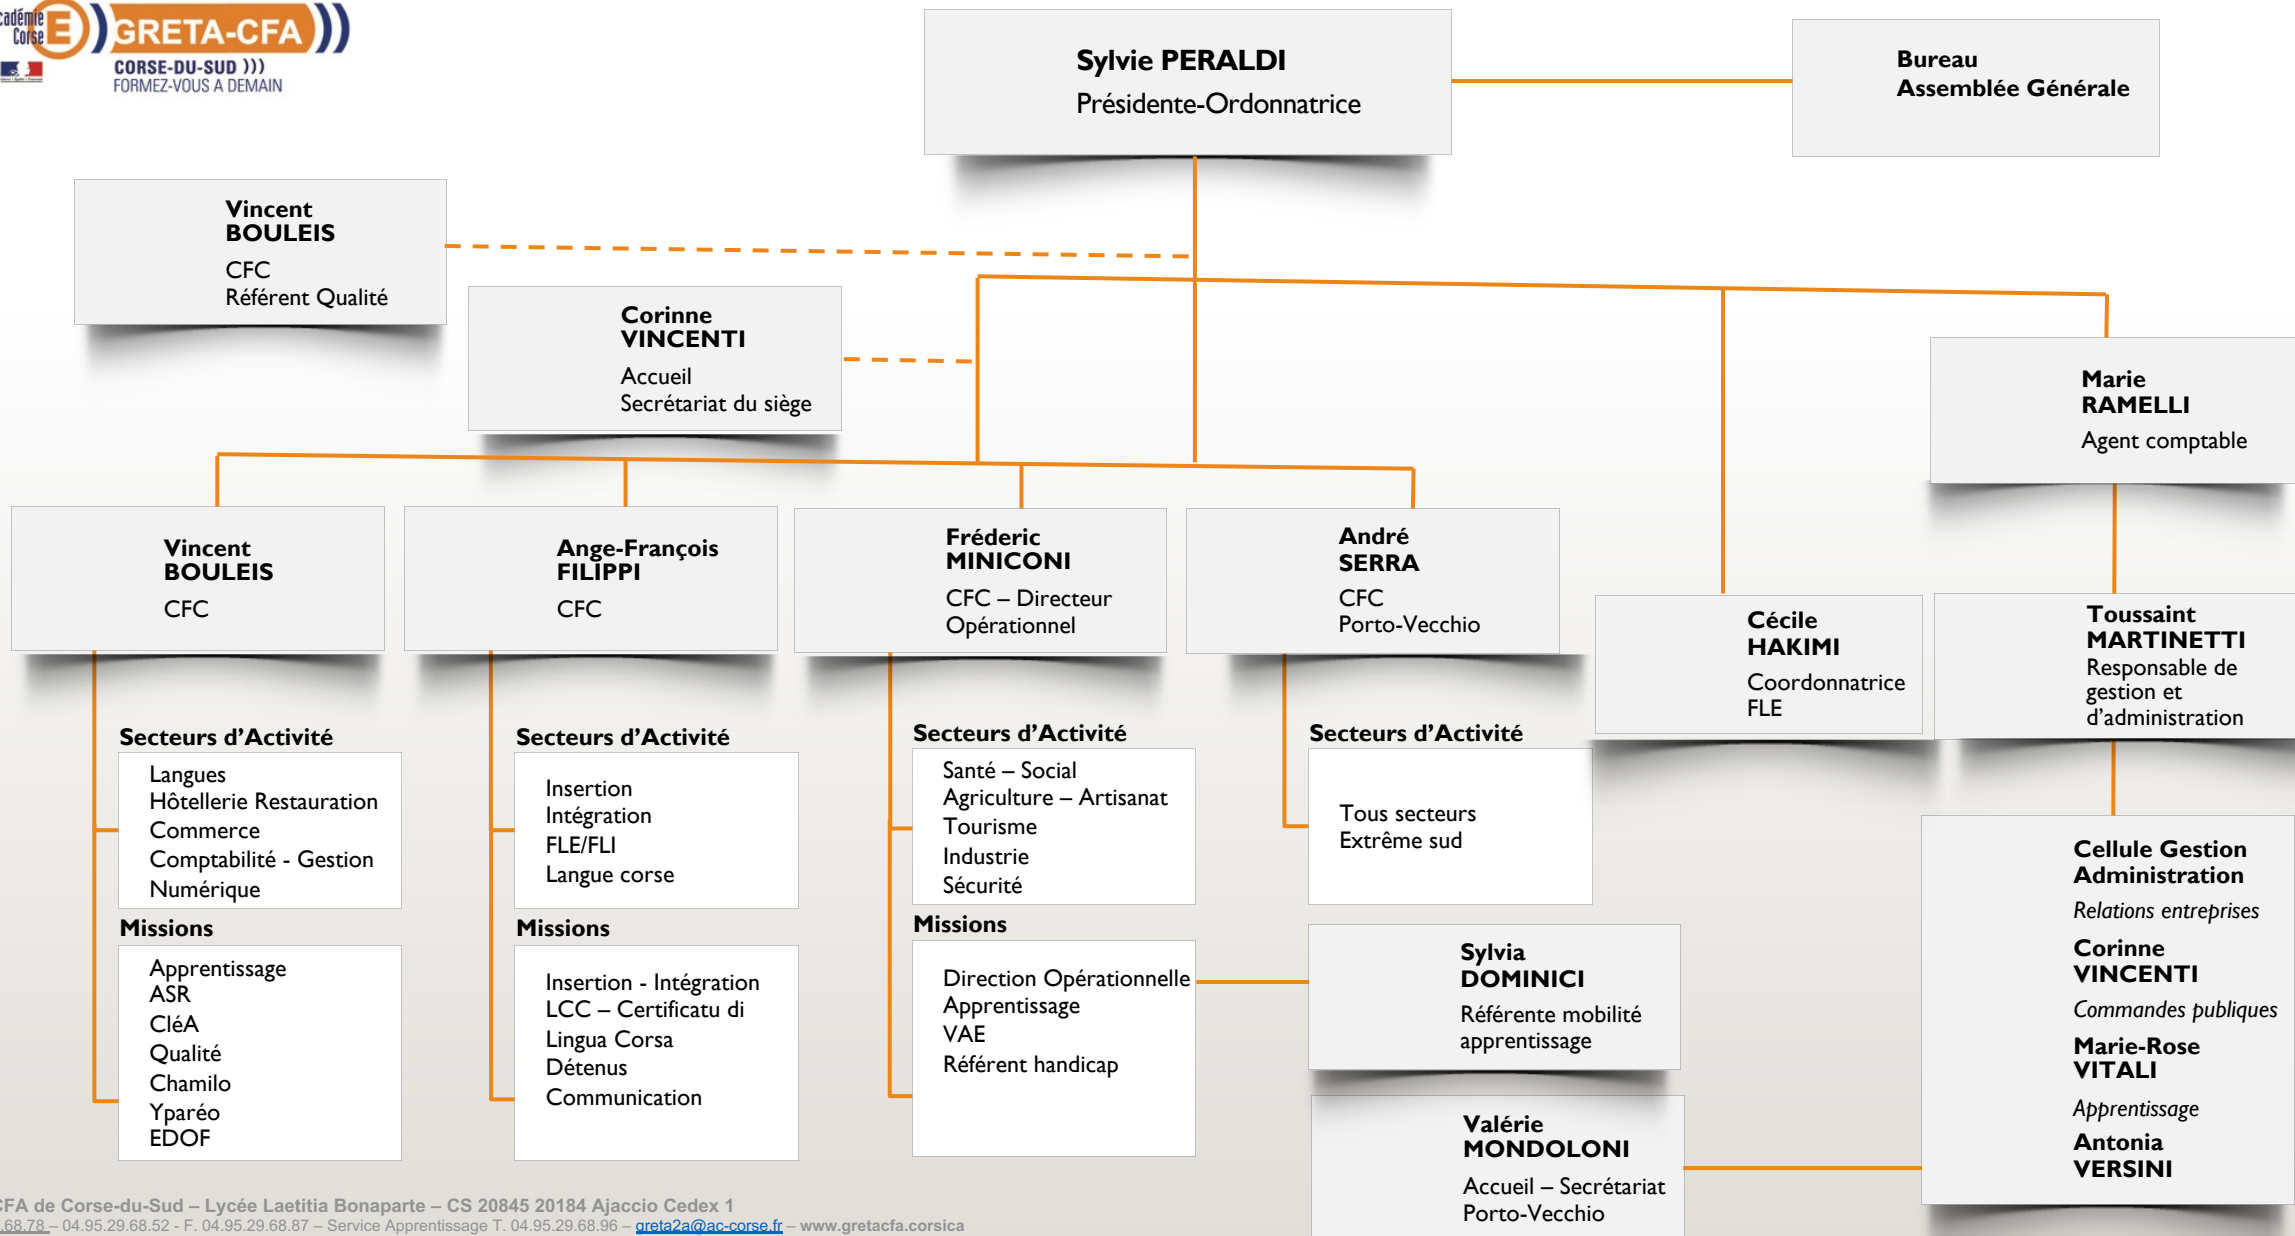 Académie
Corse
GRETA-CFA
CORSE-DU-SUD )))
FORMEZ-VOUS A DEMAIN
Sylvie PERALDI
Présidente-Ordonnatrice
Bureau
Assemblée Générale
Vincent
BOULEIS
CFC
Référent Qualité
Corinne
VINCENTI
Accueil
Secrétariat du siège
Marie
RAMELLI
Agent comptable
Vincent
BOULEIS
CFC
Ange-François
FILIPPI
CFC
Fréderic
MINICONI
CFC – Directeur
Opérationnel
André
SERRA
CFC
Porto-Vecchio
Cécile
HAKIMI
Coordonnatrice
FLE
Toussaint
MARTINETTI
Responsable de
gestion et
d'administration
Secteurs d'Activité
Langues
Hôtellerie Restauration
Commerce
Comptabilité - Gestion
Numérique
Missions
Apprentissage
ASR
CléA
Qualité
Chamilo
Yparéo
EDOF
Secteurs d'Activité
Insertion
Intégration
FLE/FLI
Langue corse
Missions
Insertion - Intégration
LCC – Certificatu di
Lingua Corsa
Détenus
Communication
Secteurs d'Activité
Santé – Social
Agriculture – Artisanat
Tourisme
Industrie
Sécurité
Missions
Direction Opérationnelle
Apprentissage
VAE
Référent handicap
Secteurs d'Activité
Tous secteurs
Extrême sud
Sylvia
DOMINICI
Référente mobilité
apprentissage
Valérie
MONDOLONI
Accueil – Secrétariat
Porto-Vecchio
Cellule Gestion
Administration
Relations entreprises
Corinne
VINCENTI
Commandes publiques
Marie-Rose
VITALI
Apprentissage
Antonia
VERSINI
CFA de Corse-du-Sud – Lycée Laetitia Bonaparte – CS 20845 20184 Ajaccio Cedex 1
.68.78 – 04.95.29.68.52 - F. 04.95.29.68.87 – Service Apprentissage T. 04.95.29.68.96 – greta2a@ac-corse.fr – www.gretacfa.corsica